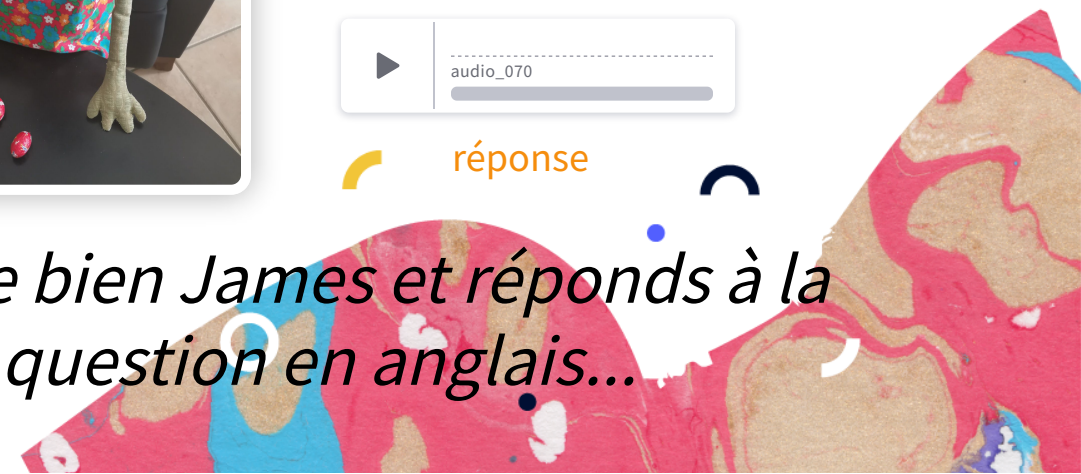 audio_070
réponse
bien James et réponds à la
question en anglais...